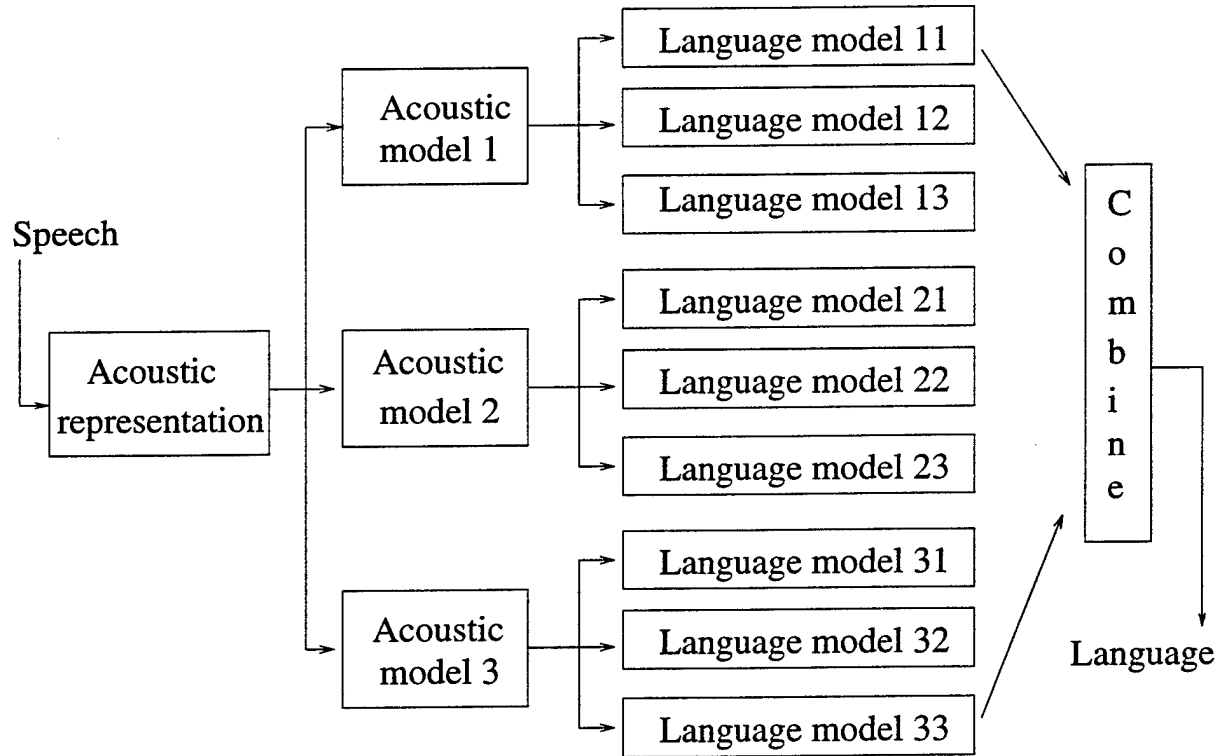 Speech
Acoustic
representation
Acoustic
model 1
Acoustic
model 2
Acoustic
model 3
Language model 11
Language model 12
Language model 13
Language model 21
Language model 22
Language model 23
Language model 31
Language model 32
Language model 33
C
o
m
b
i
n
e
Language